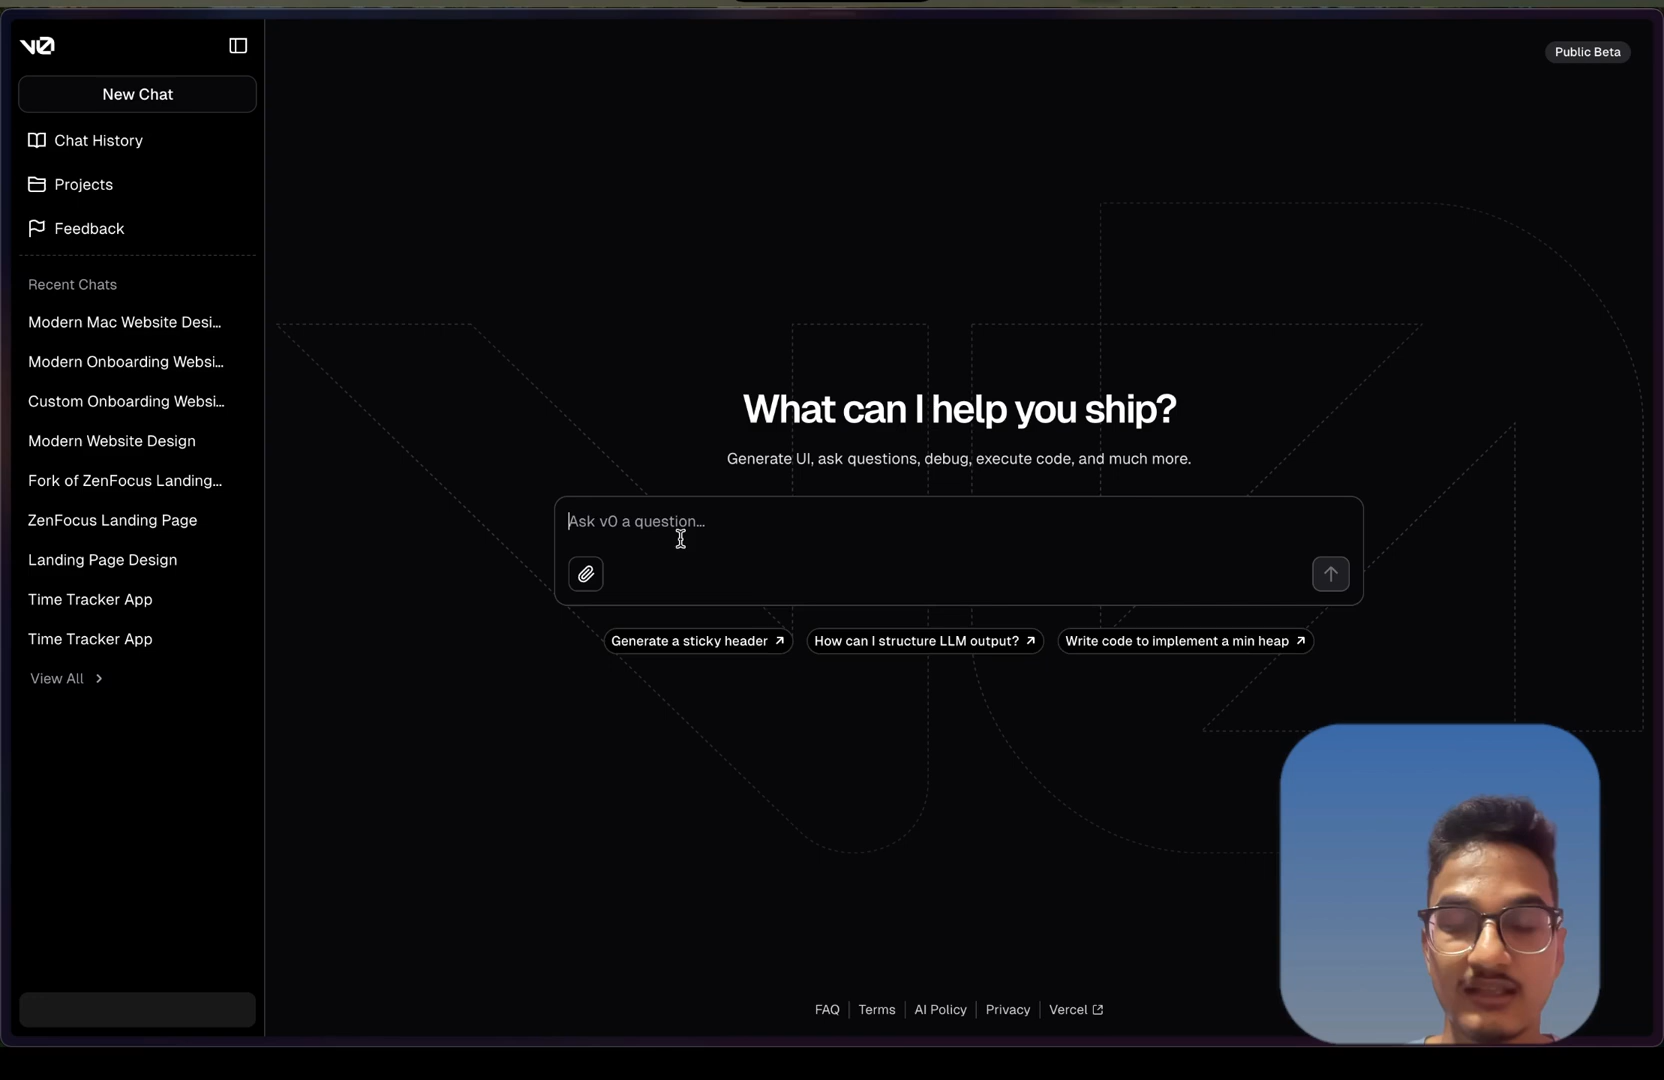 v0
New Chat
Public Beta
Chat History
Projects
Feedback
Recent Chats
Modern Mac Website Desi...
Modern Onboarding Websi...
Custom Onboarding Websi...
Modern Website Design
Fork of ZenFocus Landing...
ZenFocus Landing Page
Landing Page Design
Time Tracker App
Time Tracker App
View All
What can I help you ship?
Generate UI, ask questions, debug, execute code, and much more.
Ask v0 a question...
Generate a sticky header
How can I structure LLM output?
Write code to implement a min heap
FAQ
Terms
AI Policy
Privacy
Vercel